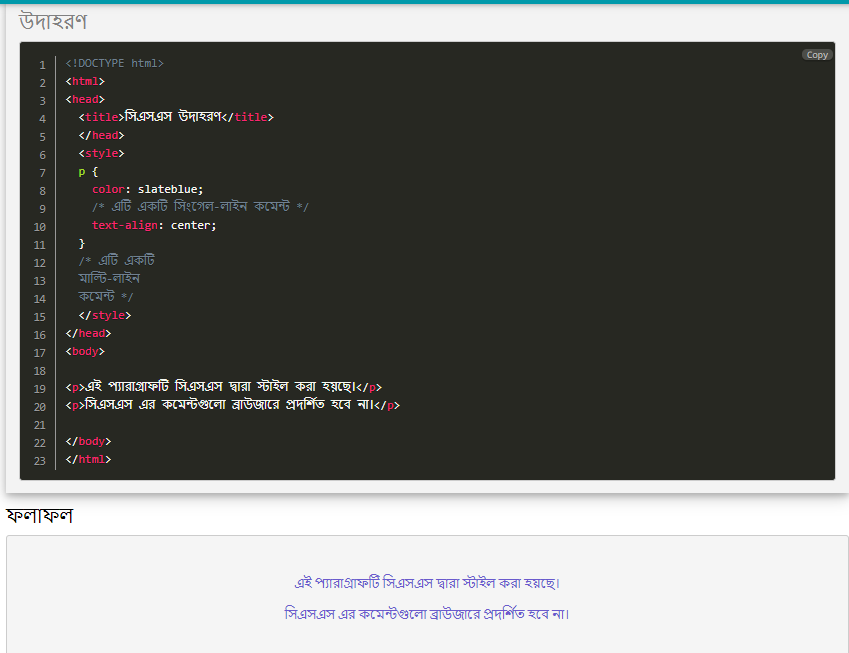 উদাহরণ
Copy
1 <!DOCTYPE html>
2 <html>
3 <head>
4 <title>সিএসএস উদাহরণ</title>
5 </head>
6 <style>
7 p {
8 color: slateblue;
9 /* এটি একটি সিংগেল-লাইন কমেন্ট */
10 text-align: center;
11 }
12 /* এটি একটি
13 মাল্টি-লাইন
14 কমেন্ট */
15 </style>
16 </head>
17 <body>
18
19 <p>এই প্যারাগ্রাফটি সিএসএস দ্বারা স্টাইল করা হয়ছে।</p>
20 <p>সিএসএস এর কমেন্টগুলো ব্রাউজারে প্রদর্শিত হবে না।</p>
21
22 </body>
23 </html>
ফলাফল
এই প্যারাগ্রাফটি সিএসএস দ্বারা স্টাইল করা হয়ছে।
সিএসএস এর কমেন্টগুলো ব্রাউজারে প্রদর্শিত হবে না।